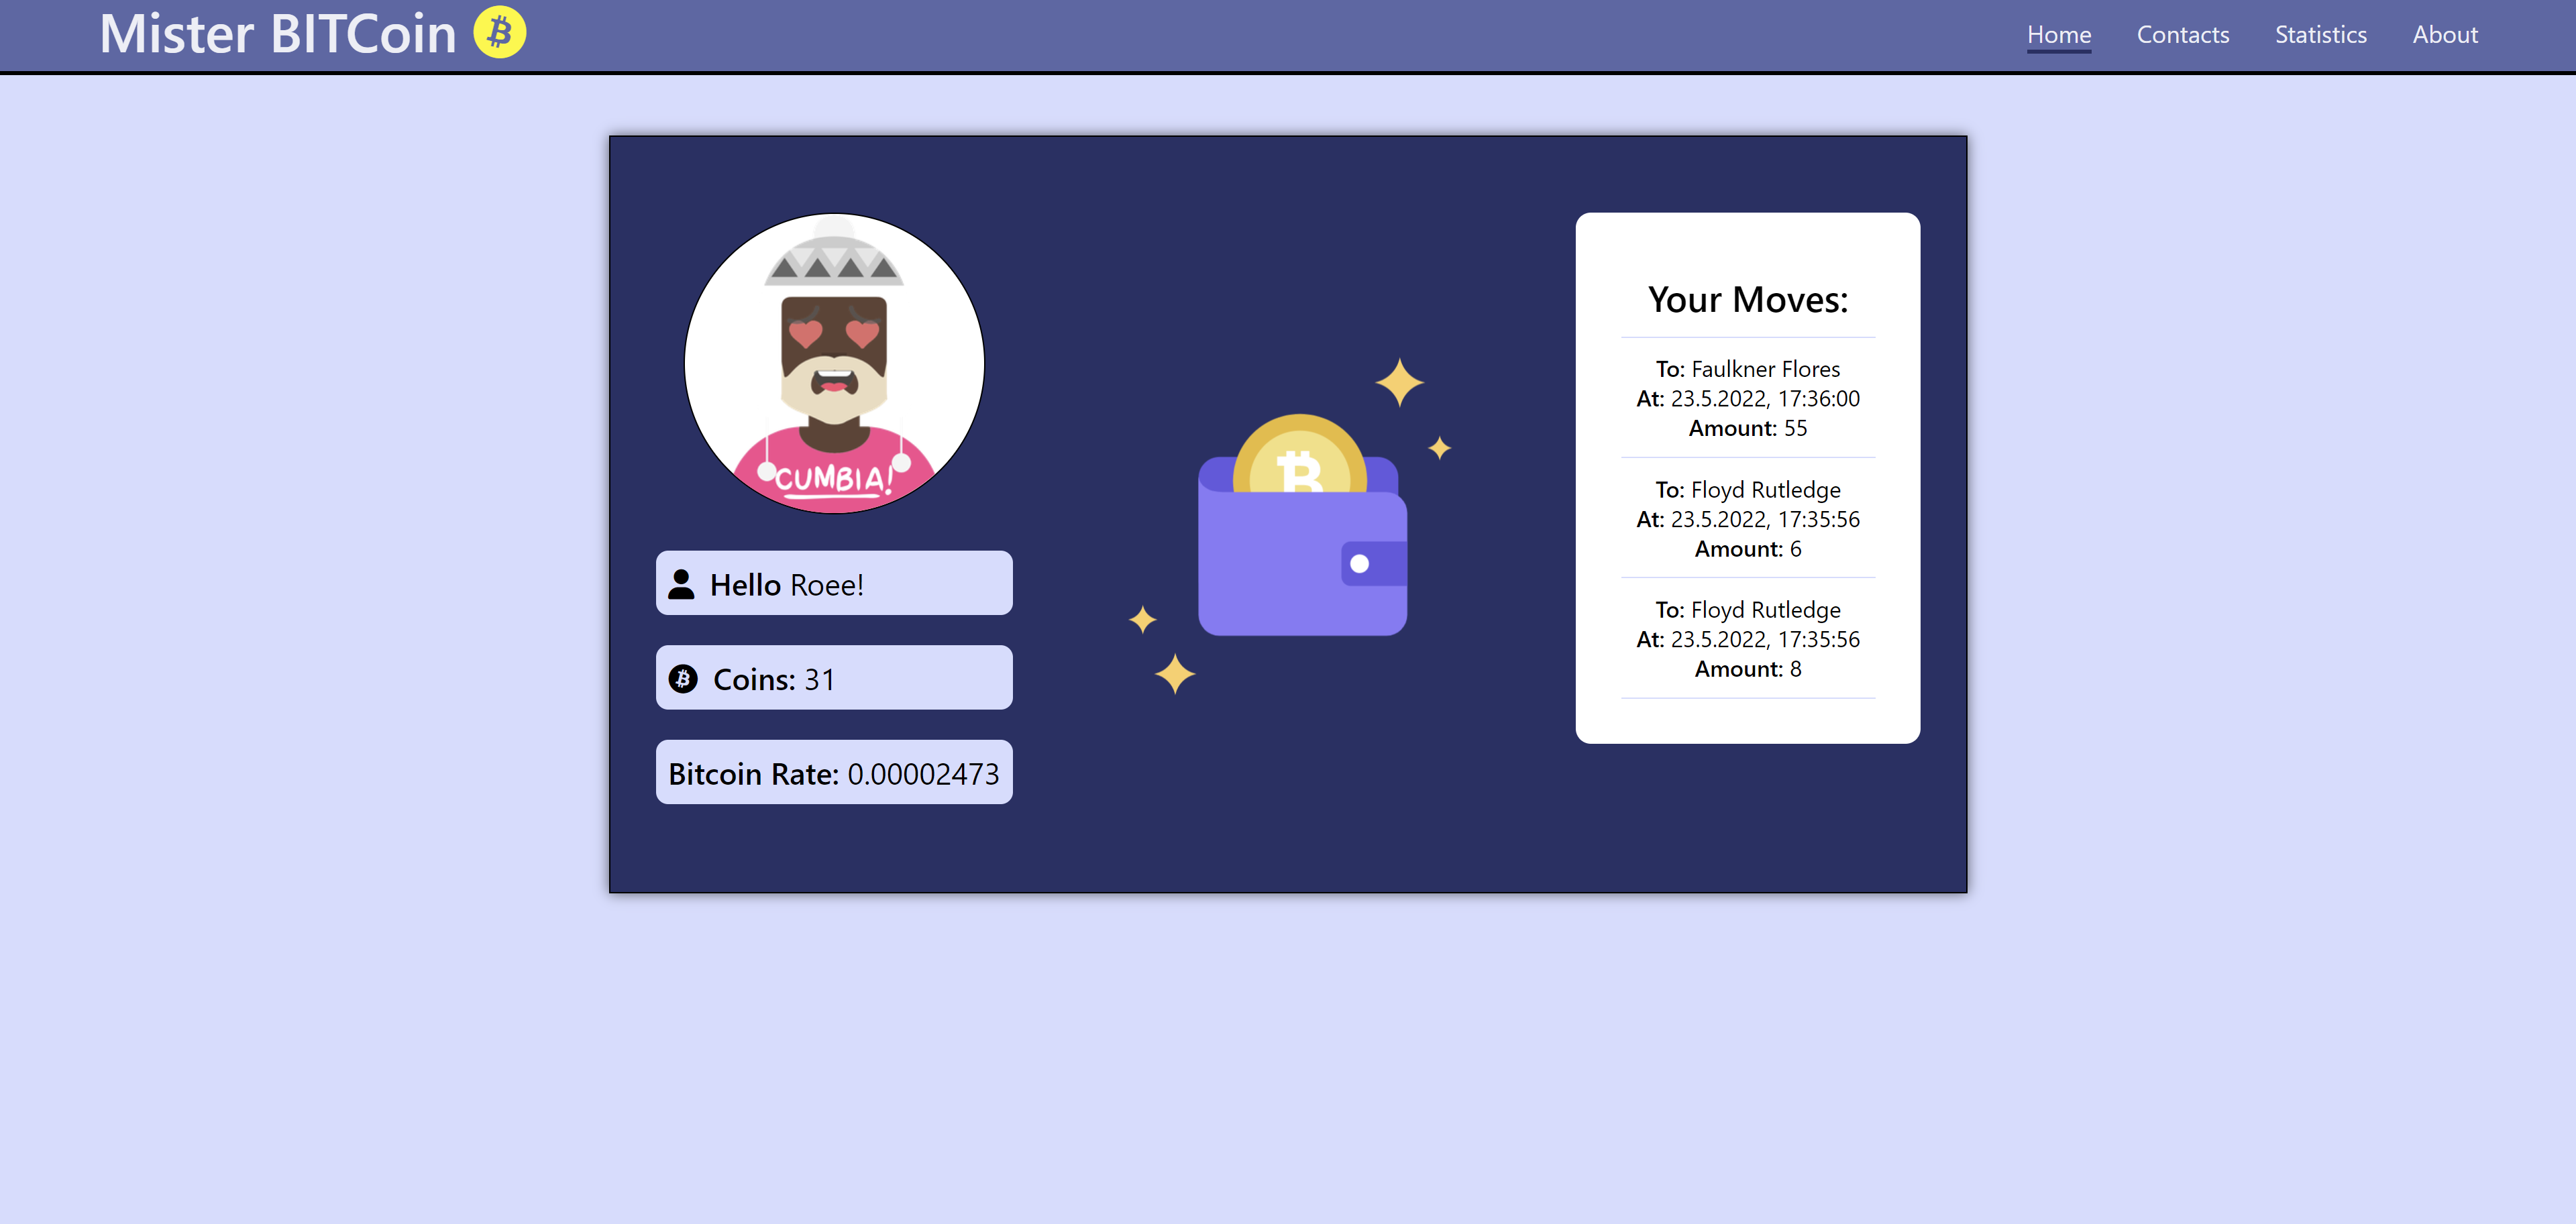 Mister BITCoin
Home Contacts Statistics About
CUMBIA!
Hello Roee!
Coins: 31
Bitcoin Rate: 0.00002473
Your Moves:
To: Faulkner Flores
At: 23.5.2022, 17:36:00
Amount: 55
To: Floyd Rutledge
At: 23.5.2022, 17:35:56
Amount: 6
To: Floyd Rutledge
At: 23.5.2022, 17:35:56
Amount: 8